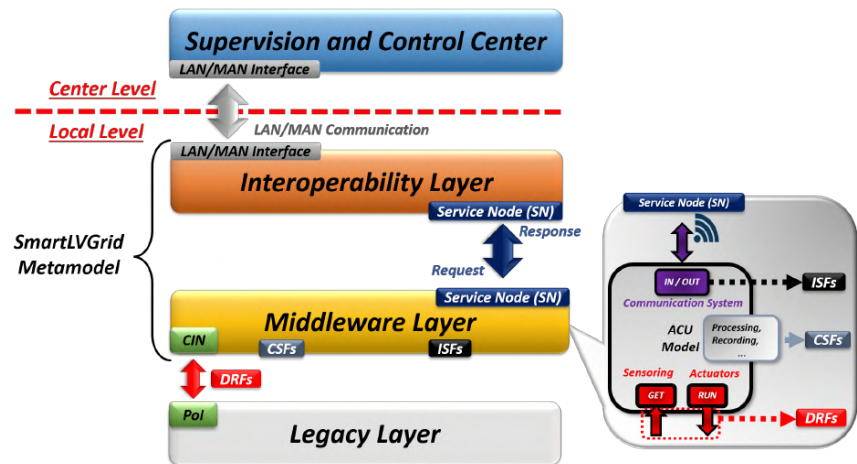 Supervision and Control Center
LAN/MAN Interface
Center Level
Local Level
LAN/MAN Communication
LAN/MAN Interface
Interoperability Layer
Service Node (SN)
Response
Request
SmartLVGrid
Metamodel
Service Node (SN)
Middleware Layer
CIN
CSFs
ISFs
DRFs
Pol
Legacy Layer
Service Node (SN)
IN / OUT
ISFs
Communication System
ACU
Model
Processing,
Recording,
...
CSFs
Sensoring
Actuators
GET
RUN
DRFs